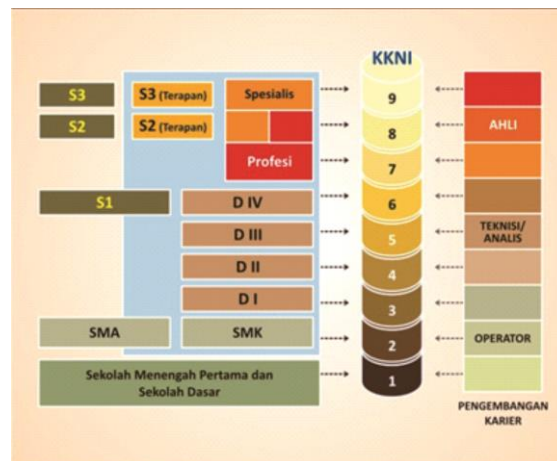 KKNI
S3 S3 (Terapan) Spesialis 9
S2 S2 (Terapan) 8 AHLI
Profesi 7
S1 D IV 6
D III 5 TEKNISI/
ANALIS
D II 4
D I 3
SMA SMK 2 OPERATOR
Sekolah Menengah Pertama dan
Sekolah Dasar
1
PENGEMBANGAN
KARIER